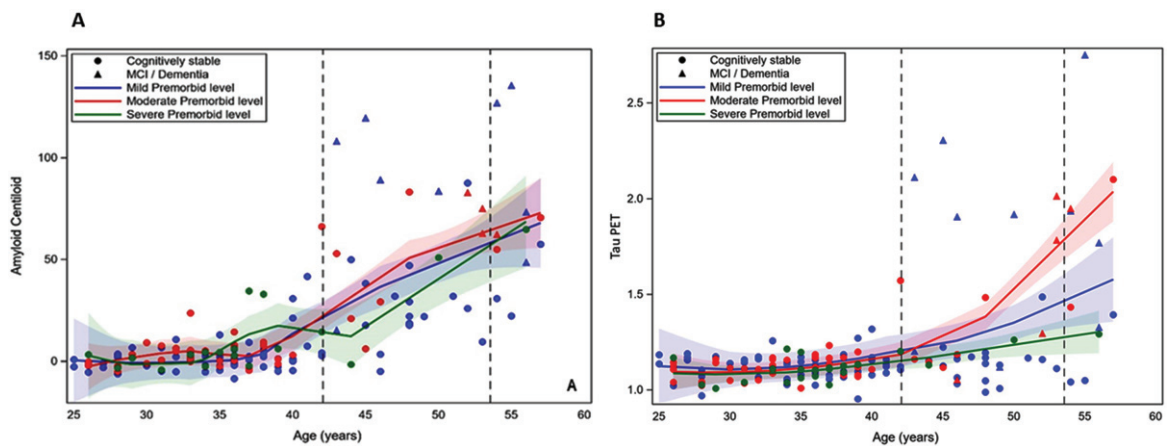 A
150
100
50
0
Amyloid Centiloid
Cognitively stable
MCI / Dementia
Mild Premorbid level
Moderate Premorbid level
Severe Premorbid level
A
25 30 35 40 45 50 55 60
Age (years)
B
2.5
2.0
1.5
1.0
Tau PET
Cognitively stable
MCI / Dementia
Mild Premorbid level
Moderate Premorbid level
Severe Premorbid level
25 30 35 40 45 50 55 60
Age (years)